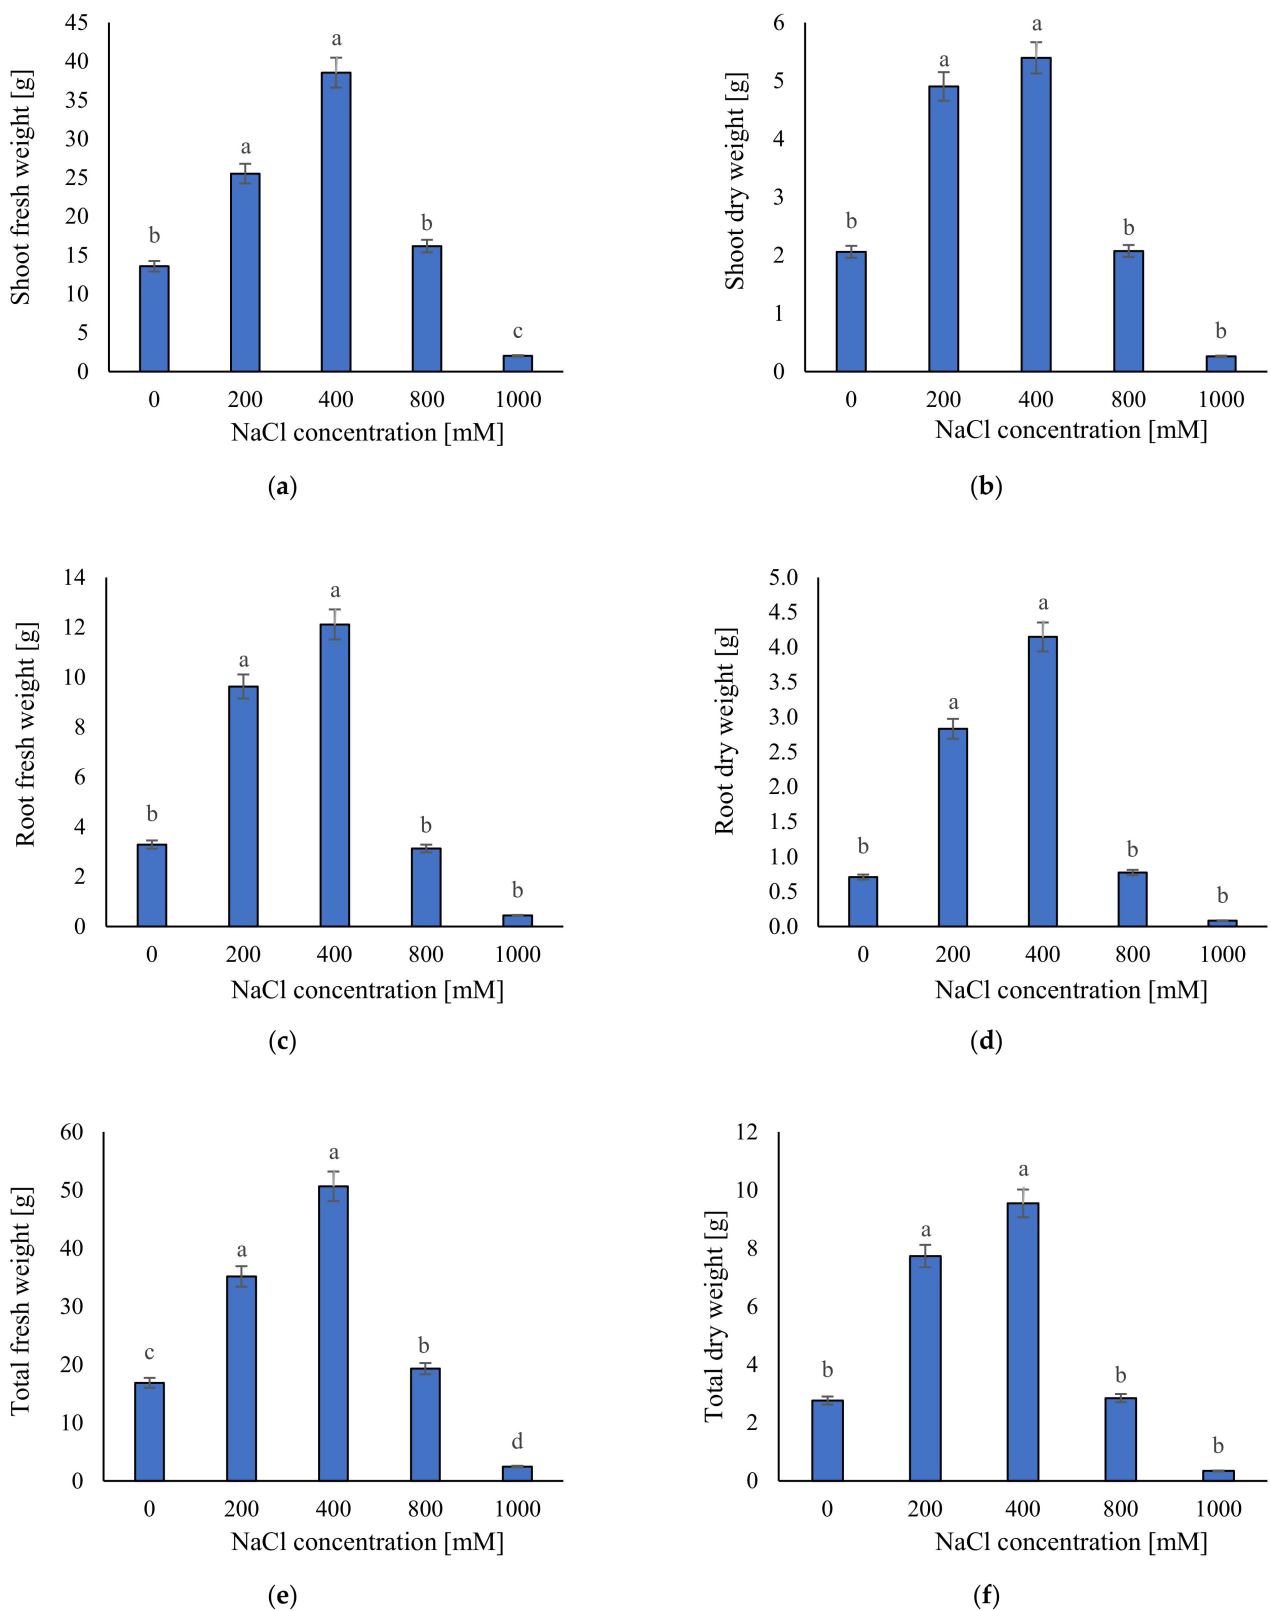 Shoot fresh weight [g]
45
40
35
30
25
20
15
10
5
0
b
a
a
b
c
0 200 400 800 1000
NaCl concentration [mM]
(a)
Shoot dry weight [g]
6
5
4
3
2
1
0
b
a
a
b
b
0 200 400 800 1000
NaCl concentration [mM]
(b)
Root fresh weight [g]
14
12
10
8
6
4
2
0
b
a
a
b
b
0 200 400 800 1000
NaCl concentration [mM]
(c)
Root dry weight [g]
5.0
4.5
4.0
3.5
3.0
2.5
2.0
1.5
1.0
0.5
0.0
b
a
a
b
b
0 200 400 800 1000
NaCl concentration [mM]
(d)
Total fresh weight [g]
60
50
40
30
20
10
0
c
a
a
b
d
0 200 400 800 1000
NaCl concentration [mM]
(e)
Total dry weight [g]
12
10
8
6
4
2
0
b
a
a
b
b
0 200 400 800 1000
NaCl concentration [mM]
(f)